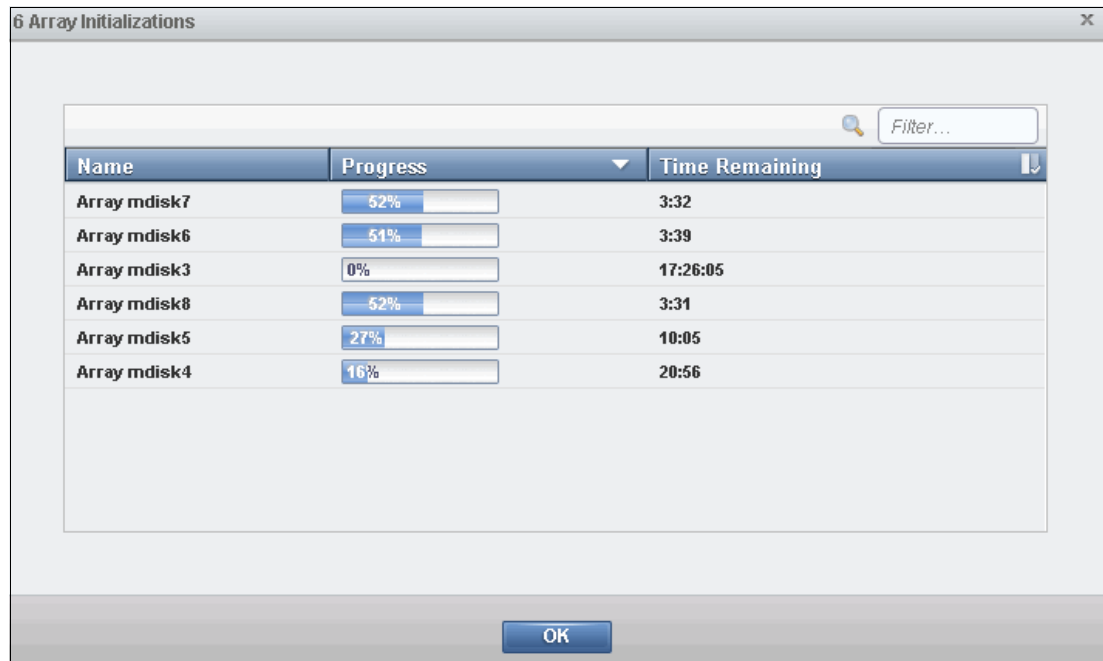 6 Array Initializations x
Filter...
Name Progress Time Remaining
Array mdisk7 52% 3:32
Array mdisk6 51% 3:39
Array mdisk3 0% 17:26:05
Array mdisk8 52% 3:31
Array mdisk5 27% 10:05
Array mdisk4 16% 20:56
OK